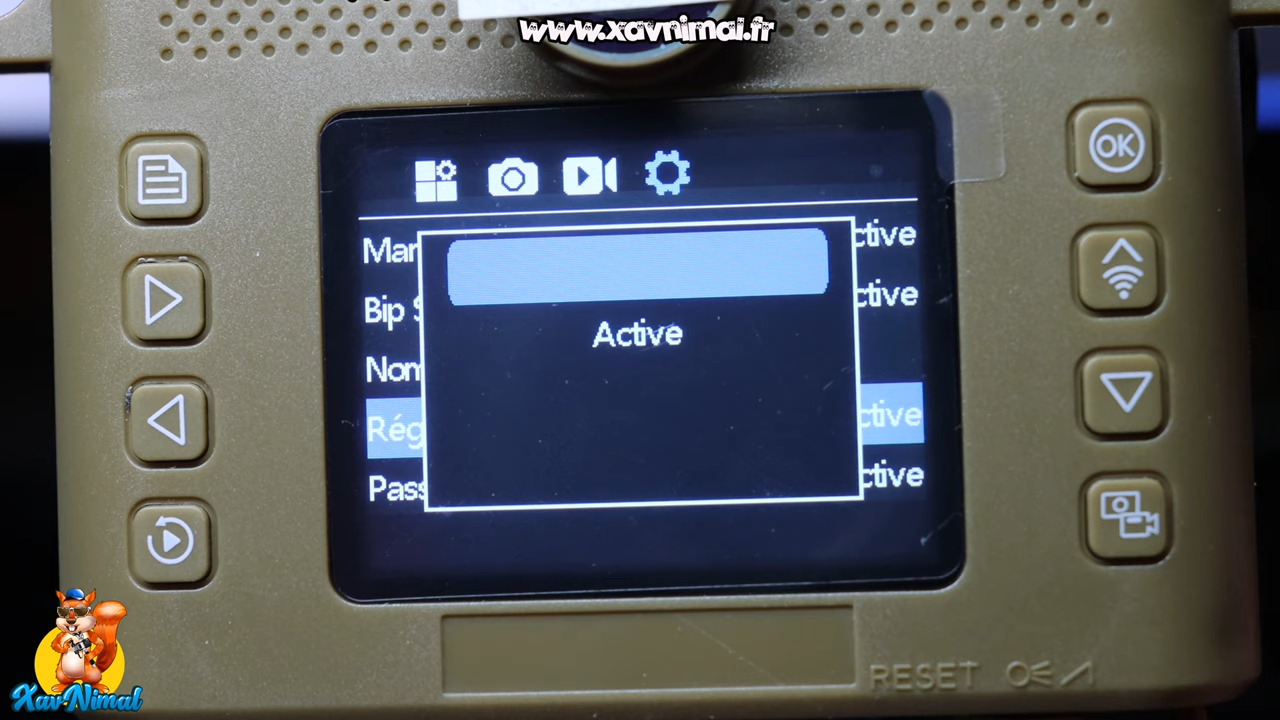 www.xavnimal.fr
OK
Mar ctive
Bip S ctive
Active
Nom
Rég ctive
Pass ctive
RESET
XavNimal